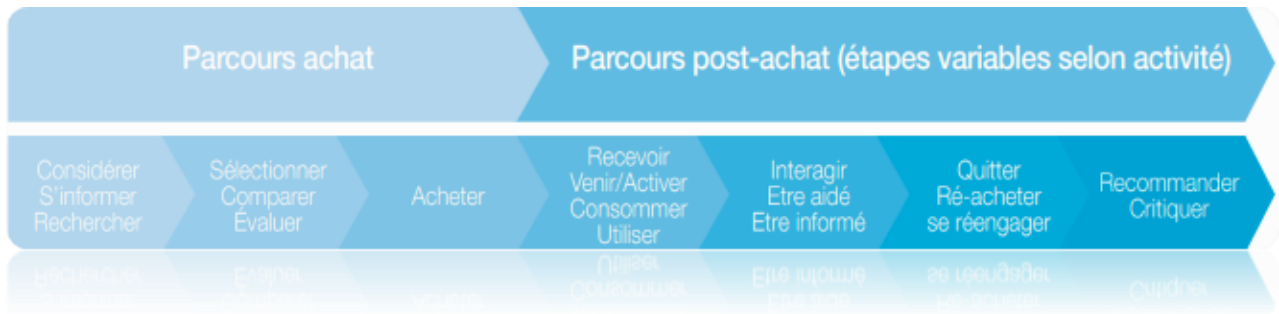 Parcours achat
Parcours post-achat (étapes variables selon activité)
Considérer
S'informer
Rechercher
Sélectionner
Comparer
Évaluer
Acheter
Recevoir
Venir/Activer
Consommer
Utiliser
Interagir
Etre aidé
Etre informé
Quitter
Ré-acheter
se réengager
Recommander
Critiquer